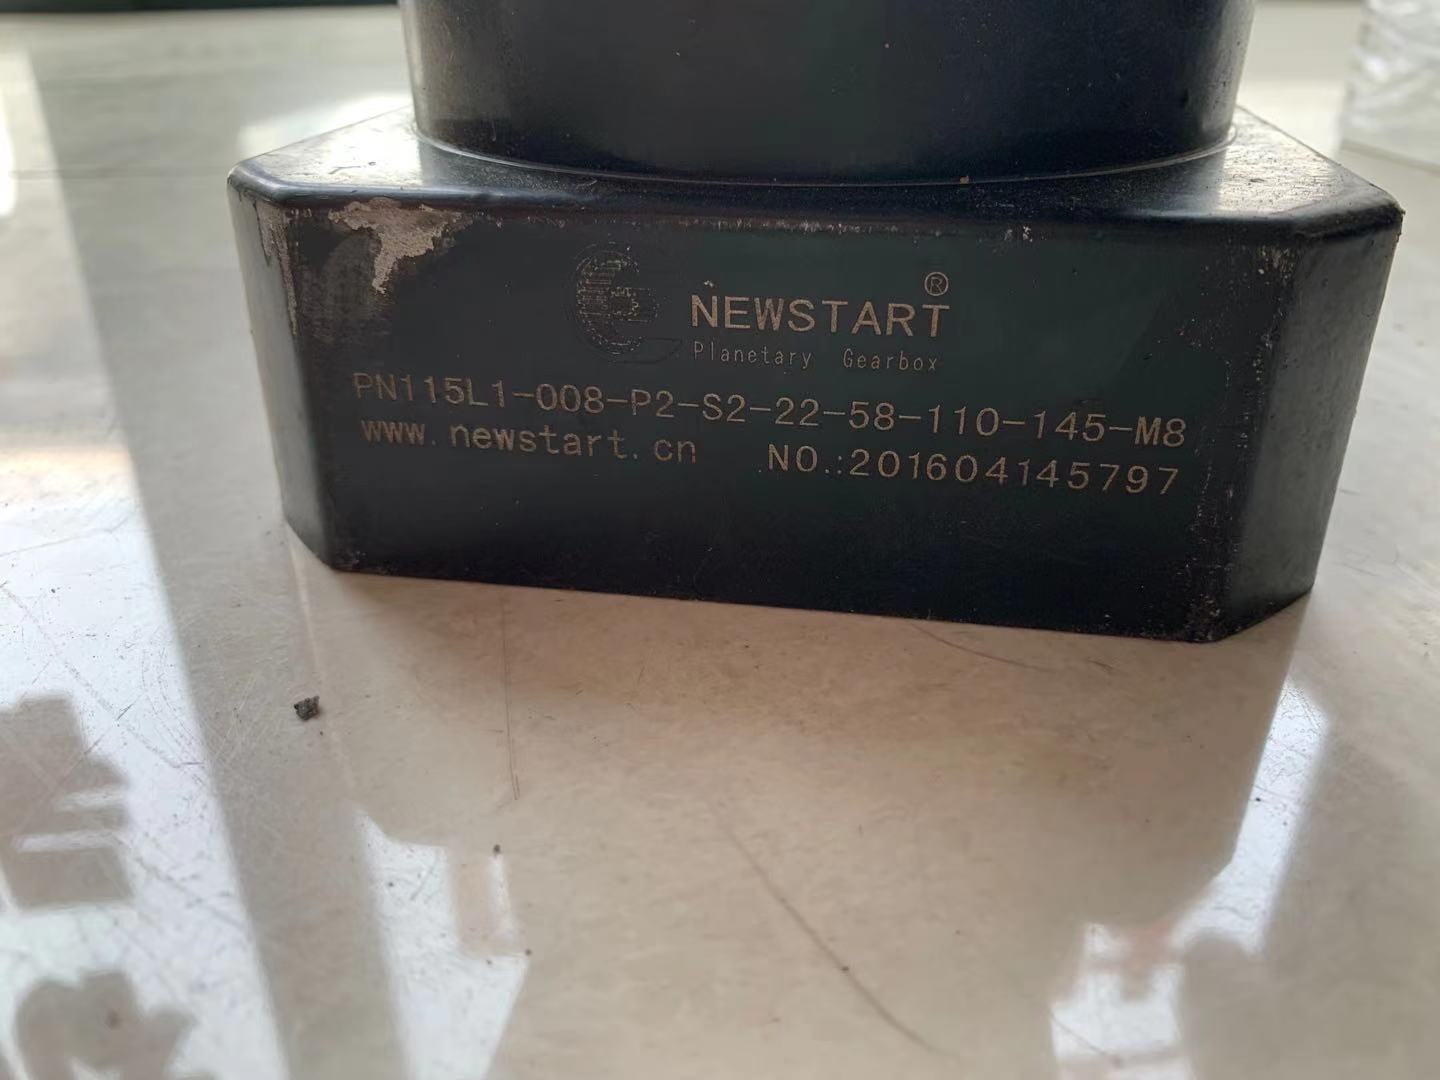 NEWSTART®
Planetary Gearbox
PN115L1-008-P2-S2-22-58-110-145-M8
www.newstart.cn NO.:201604145797